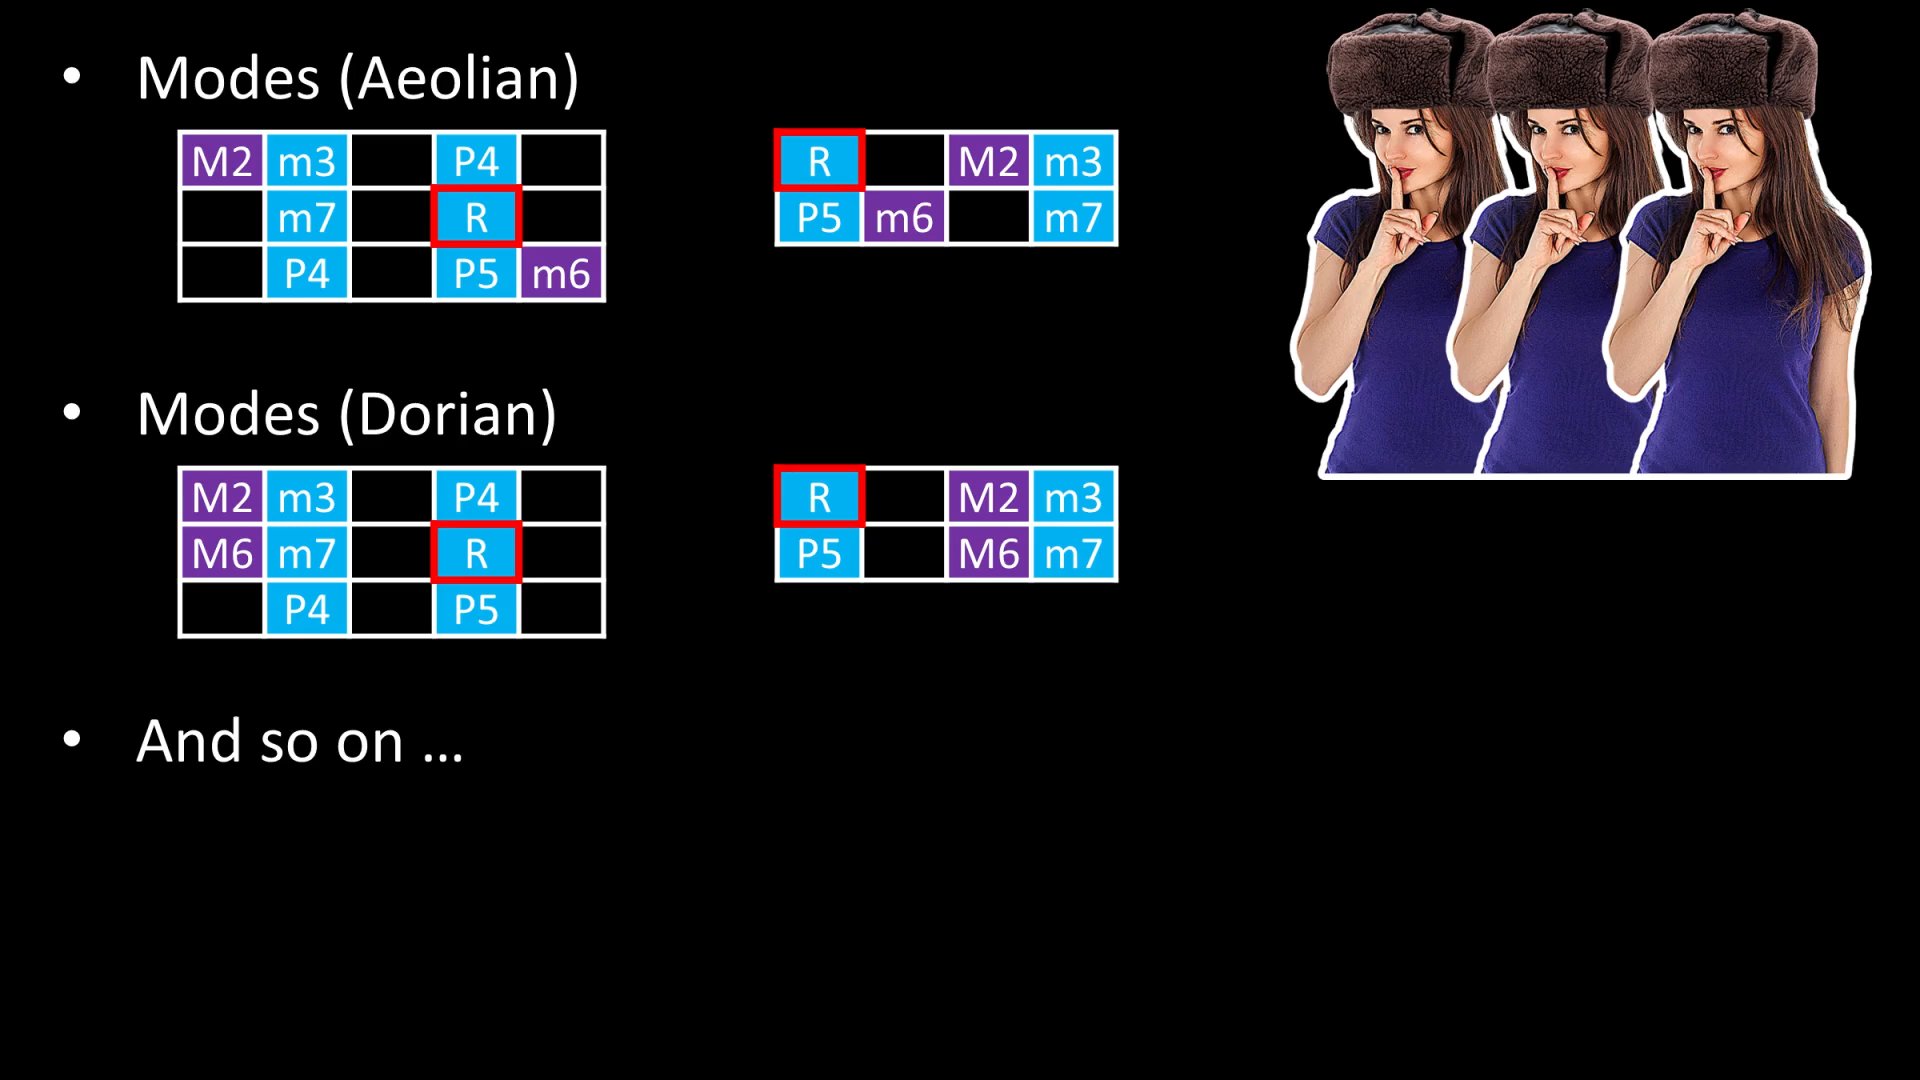 • Modes (Aeolian)
M2 m3 P4
m7 R
P4 P5 m6
R M2 m3
P5 m6 m7
• Modes (Dorian)
M2 m3 P4
M6 m7 R
P4 P5
R M2 m3
P5 M6 m7
• And so on ...